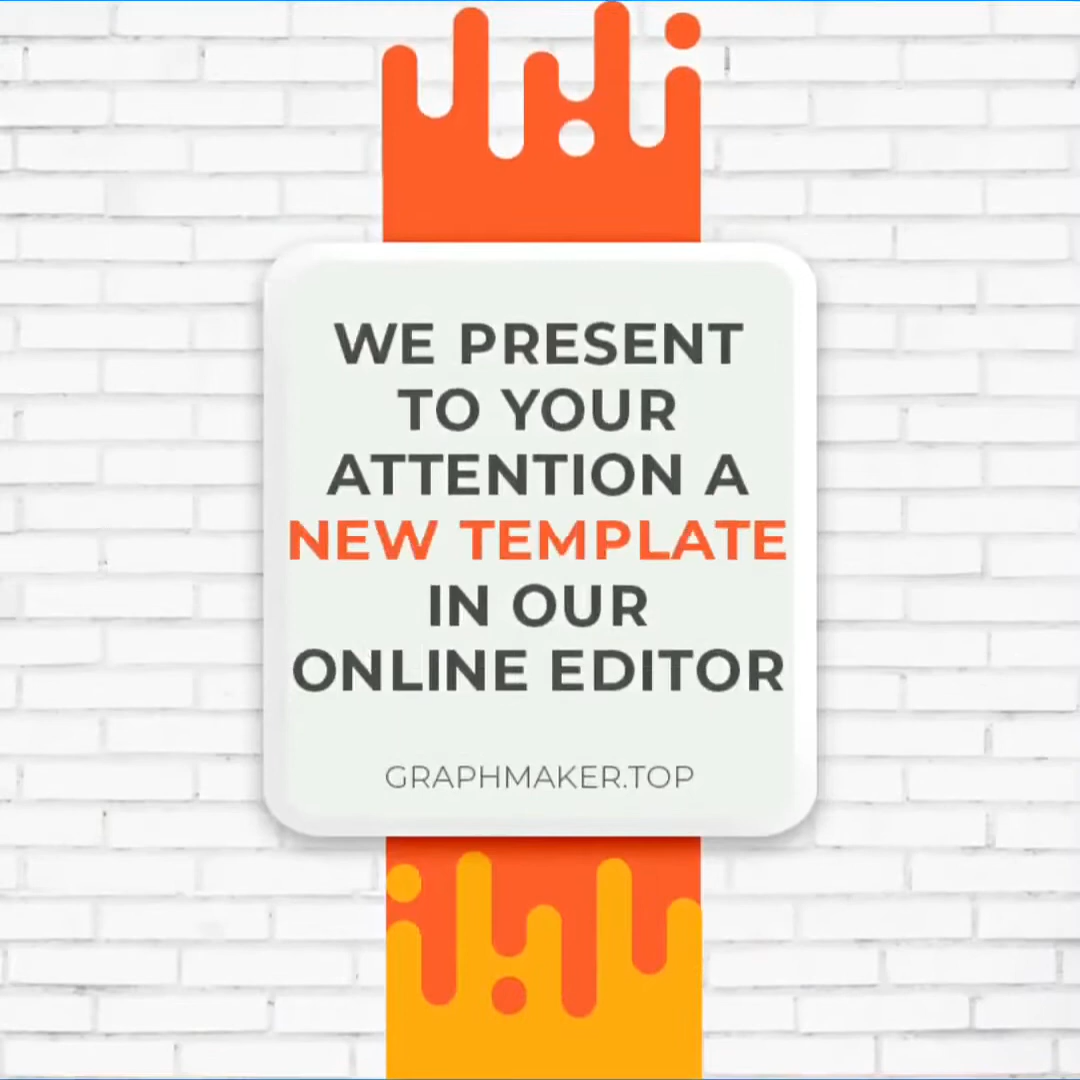 WE PRESENT
TO YOUR
ATTENTION A
NEW TEMPLATE
IN OUR
ONLINE EDITOR
GRAPHMAKER.TOP